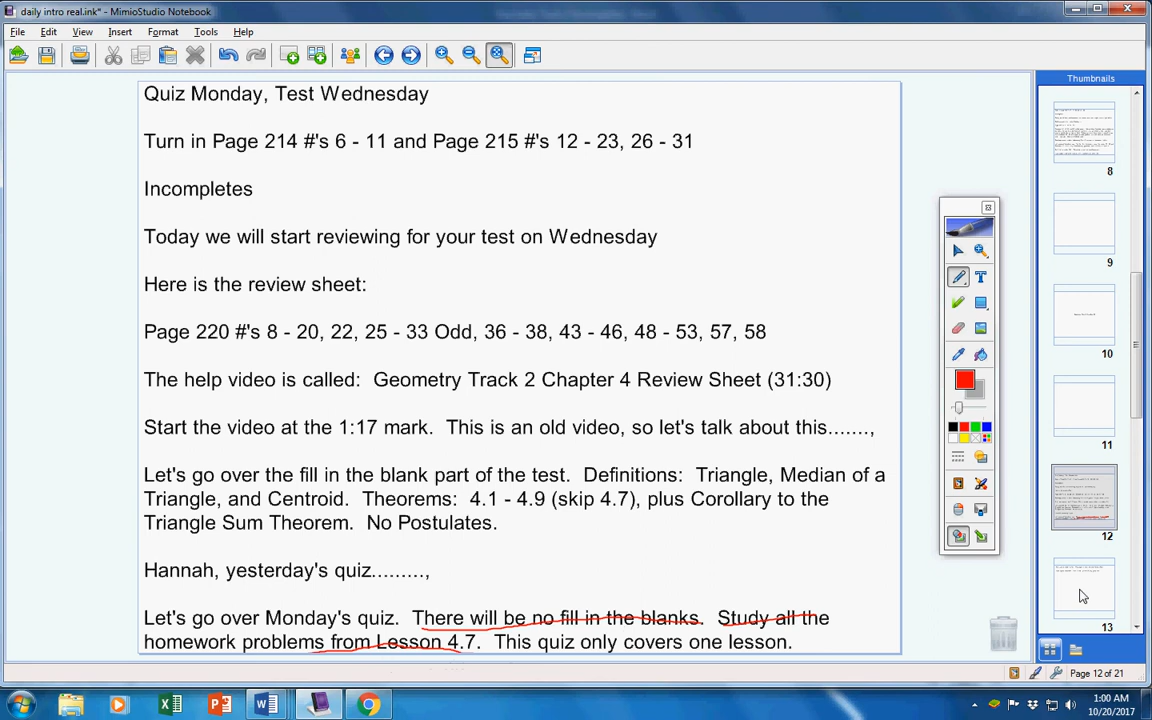 daily intro real.ink* - MimioStudio Notebook
File Edit View Insert Format Tools Help
Quiz Monday, Test Wednesday
Turn in Page 214 #'s 6 - 11 and Page 215 #'s 12 - 23, 26 - 31
Incompletes
Today we will start reviewing for your test on Wednesday
Here is the review sheet:
Page 220 #'s 8 - 20, 22, 25 - 33 Odd, 36 - 38, 43 - 46, 48 - 53, 57, 58
The help video is called:  Geometry Track 2 Chapter 4 Review Sheet (31:30)
Start the video at the 1:17 mark.  This is an old video, so let's talk about this.......,
Let's go over the fill in the blank part of the test.  Definitions:  Triangle, Median of a
Triangle, and Centroid.  Theorems:  4.1 - 4.9 (skip 4.7), plus Corollary to the
Triangle Sum Theorem.  No Postulates.
Hannah, yesterday's quiz.........,
Let's go over Monday's quiz.  There will be no fill in the blanks.  Study all the
homework problems from Lesson 4.7.  This quiz only covers one lesson.
Thumbnails
8
9
10
11
12
13
Page 12 of 21
1:00 AM
10/20/2017